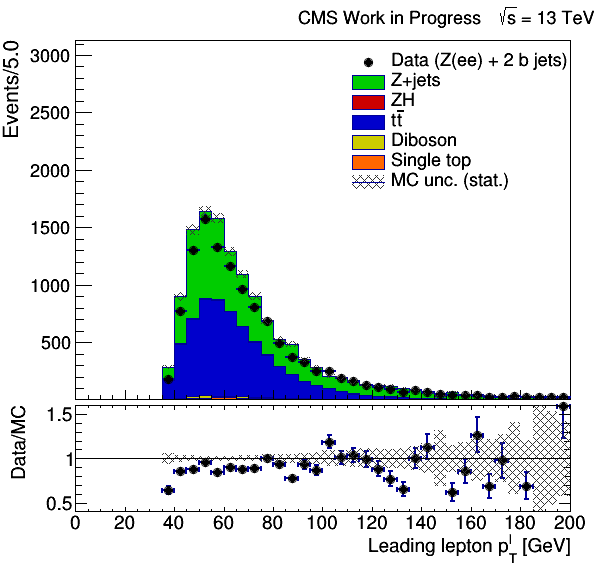 CMS Work in Progress √s = 13 TeV
Events/5.0
3000
2500
2000
1500
1000
500
Data (Z(ee) + 2 b jets)
Z+jets
ZH
tt̅
Diboson
Single top
MC unc. (stat.)
Data/MC
1.5
1
0.5
0 20 40 60 80 100 120 140 160 180 200
Leading lepton p_T^l [GeV]